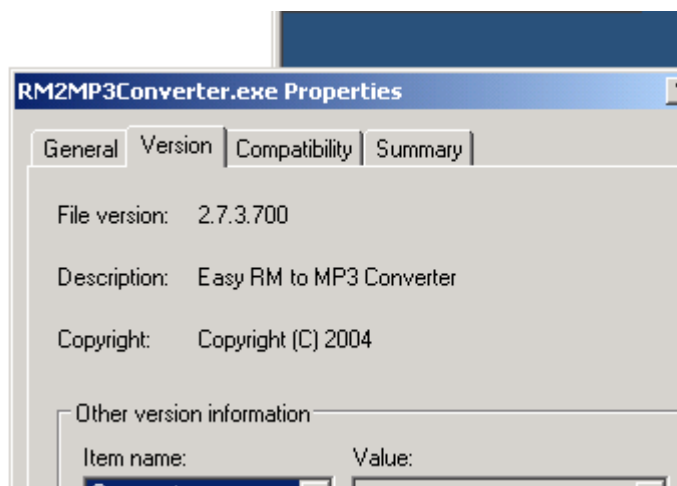 RM2MP3Converter.exe Properties
General Version Compatibility Summary
File version: 2.7.3.700
Description: Easy RM to MP3 Converter
Copyright: Copyright (C) 2004
Other version information
Item name: Value: